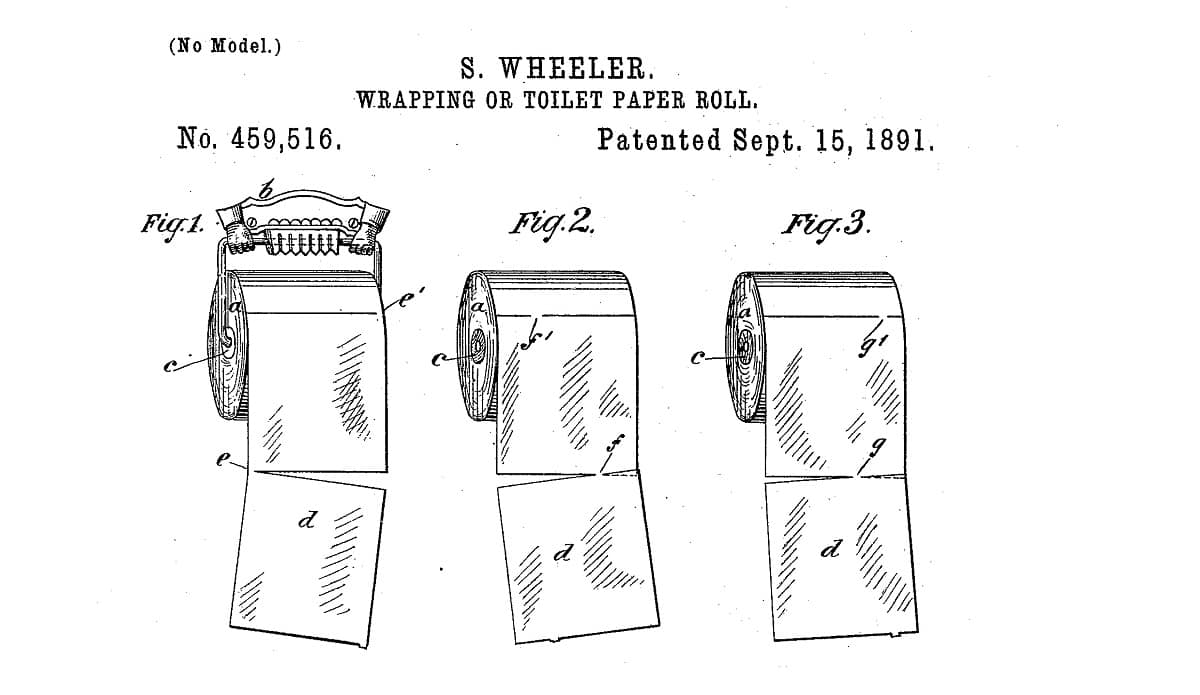 (No Model.)
S. WHEELER.
WRAPPING OR TOILET PAPER ROLL.
No. 459,516.
Patented Sept. 15, 1891.
Fig.1.
Fig.2.
Fig.3.
b
a
e'
c
e
d
a
f'
c
f
d
a
g'
c
g
d